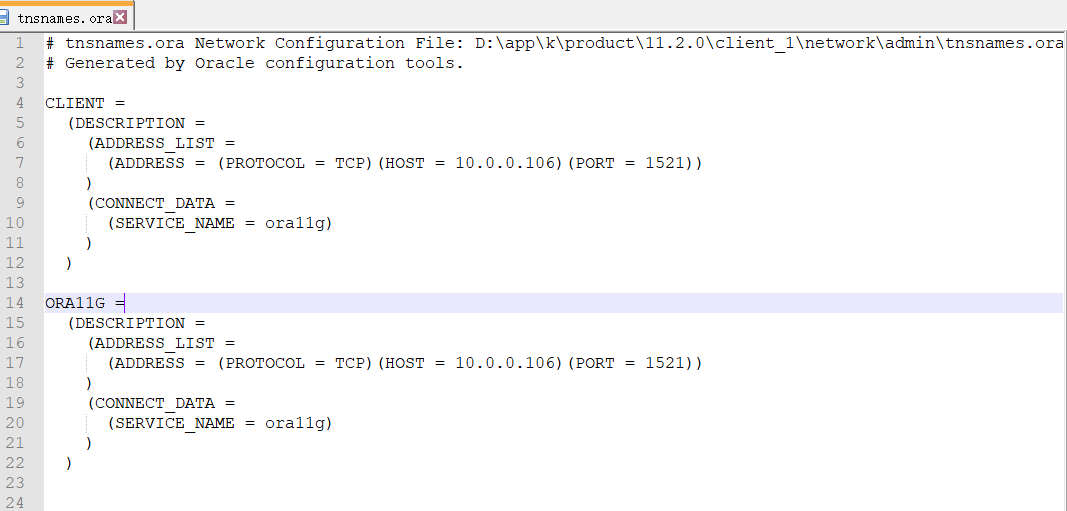 tnsnames.ora
1 # tnsnames.ora Network Configuration File: D:\app\k\product\11.2.0\client_1\network\admin\tnsnames.ora
2 # Generated by Oracle configuration tools.
3
4 CLIENT =
5   (DESCRIPTION =
6     (ADDRESS_LIST =
7       (ADDRESS = (PROTOCOL = TCP)(HOST = 10.0.0.106)(PORT = 1521))
8     )
9     (CONNECT_DATA =
10       (SERVICE_NAME = ora11g)
11     )
12   )
13
14 ORA11G =
15   (DESCRIPTION =
16     (ADDRESS_LIST =
17       (ADDRESS = (PROTOCOL = TCP)(HOST = 10.0.0.106)(PORT = 1521))
18     )
19     (CONNECT_DATA =
20       (SERVICE_NAME = ora11g)
21     )
22   )
23
24